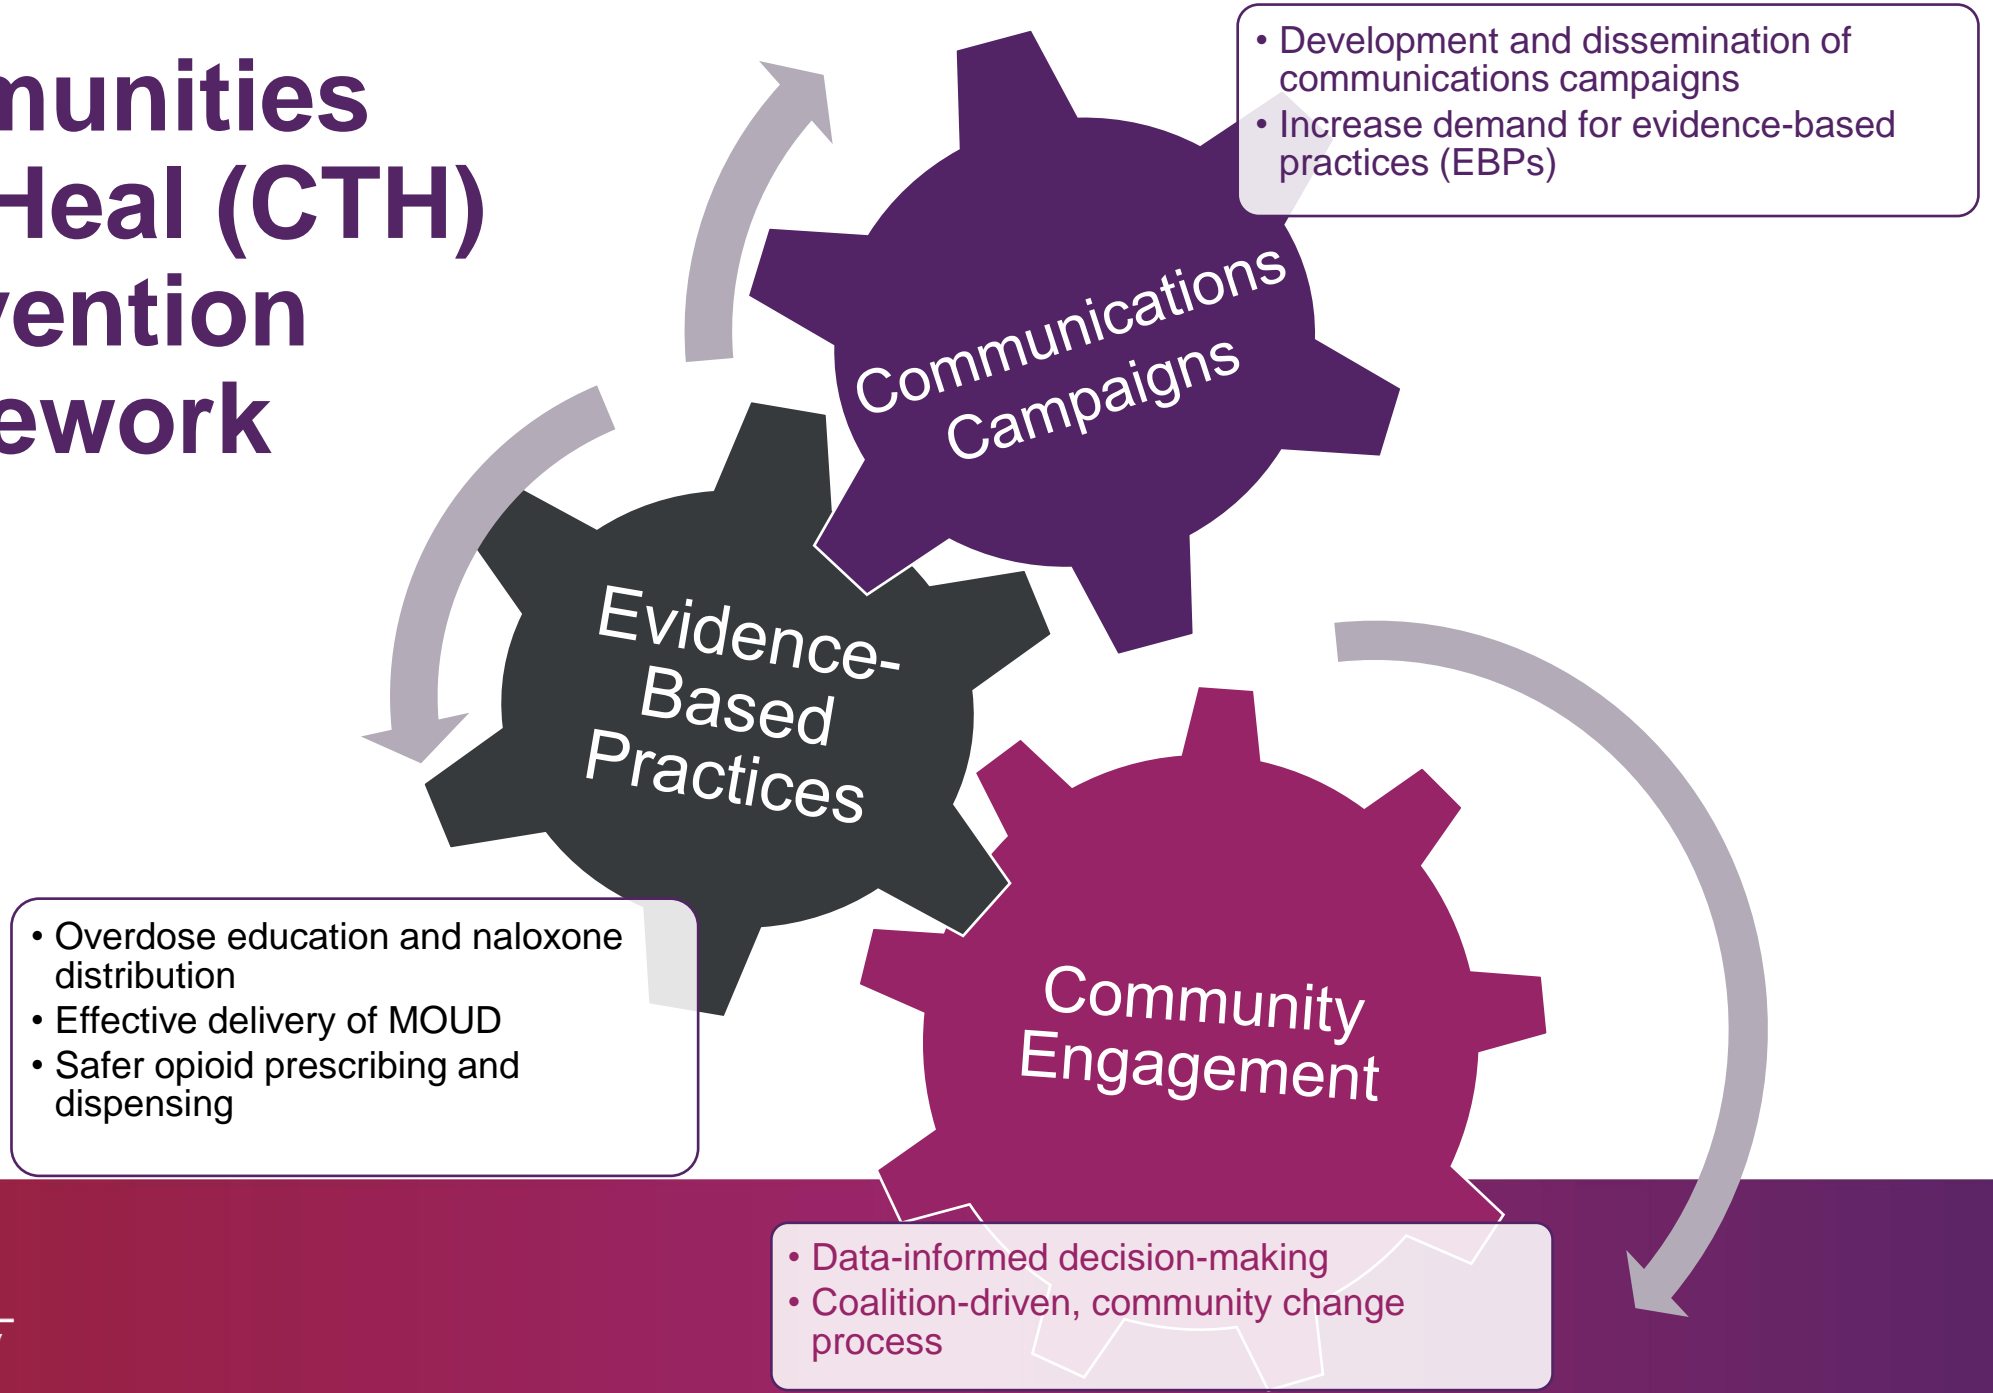 munities
Heal (CTH)
vention
ework
• Development and dissemination of
communications campaigns
• Increase demand for evidence-based
practices (EBPs)
Communications
Campaigns
Evidence-
Based
Practices
• Overdose education and naloxone
distribution
• Effective delivery of MOUD
• Safer opioid prescribing and
dispensing
Community
Engagement
• Data-informed decision-making
• Coalition-driven, community change
process